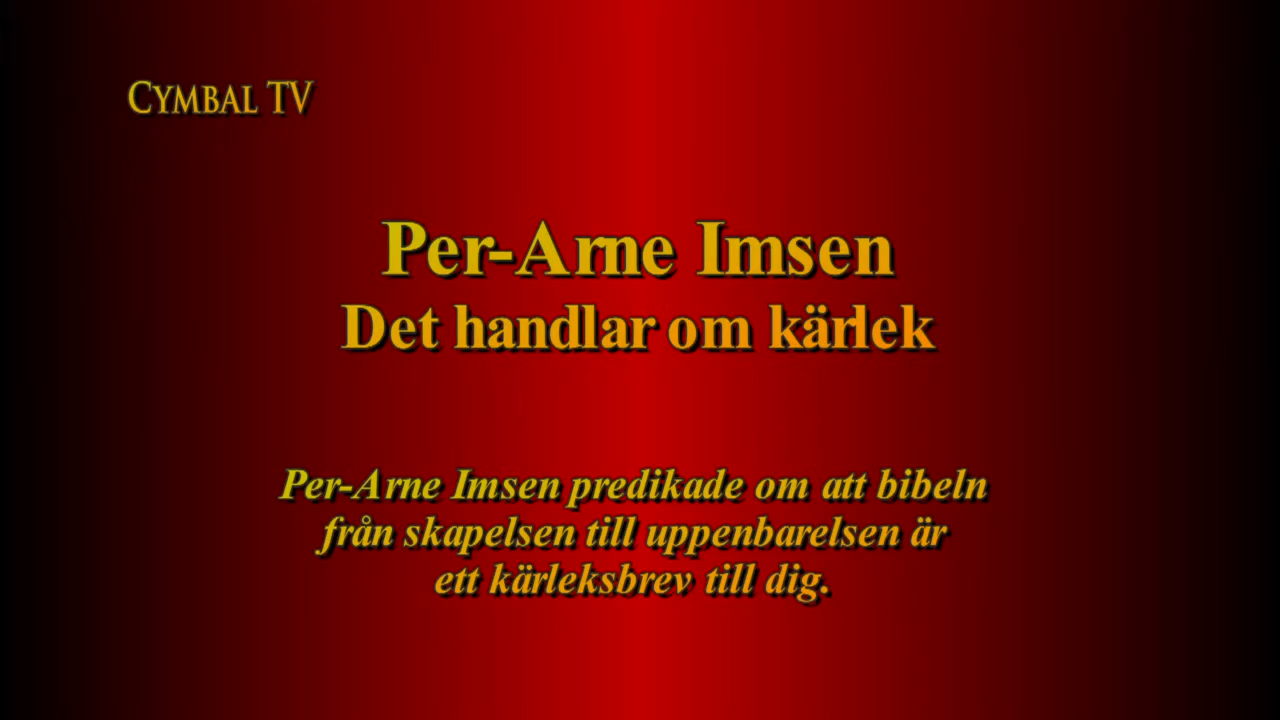 CYMBAL TV
Per-Arne Imsen
Det handlar om kärlek
Per-Arne Imsen predikade om att bibeln
från skapelsen till uppenbarelsen är
ett kärleksbrev till dig.